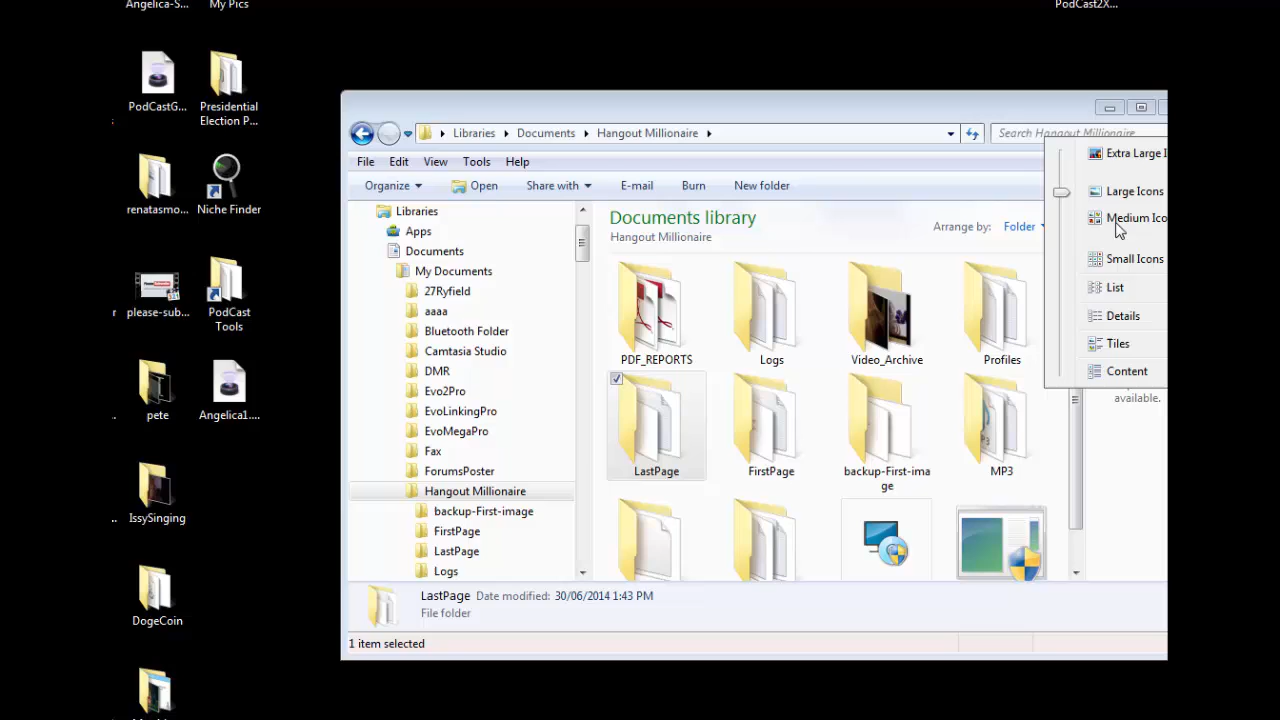 Angelica-S...
My Pics
PodCast2X...
PodCastG...
Presidential
Election P...
renatasmo...
Niche Finder
please-sub...
PodCast
Tools
pete
Angelica1....
IssySinging
DogeCoin
Libraries
Documents
Hangout Millionaire
Search Hangout Millionaire
File
Edit
View
Tools
Help
Organize
Open
Share with
E-mail
Burn
New folder
Libraries
Apps
Documents
My Documents
27Ryfield
aaaa
Bluetooth Folder
Camtasia Studio
DMR
Evo2Pro
EvoLinkingPro
EvoMegaPro
Fax
ForumsPoster
Hangout Millionaire
backup-First-image
FirstPage
LastPage
Logs
Documents library
Hangout Millionaire
Arrange by:
Folder
PDF_REPORTS
Logs
Video_Archive
Profiles
LastPage
FirstPage
backup-First-ima
ge
MP3
Extra Large I
Large Icons
Medium Ico
Small Icons
List
Details
Tiles
Content
available.
LastPage
Date modified: 30/06/2014 1:43 PM
File folder
1 item selected